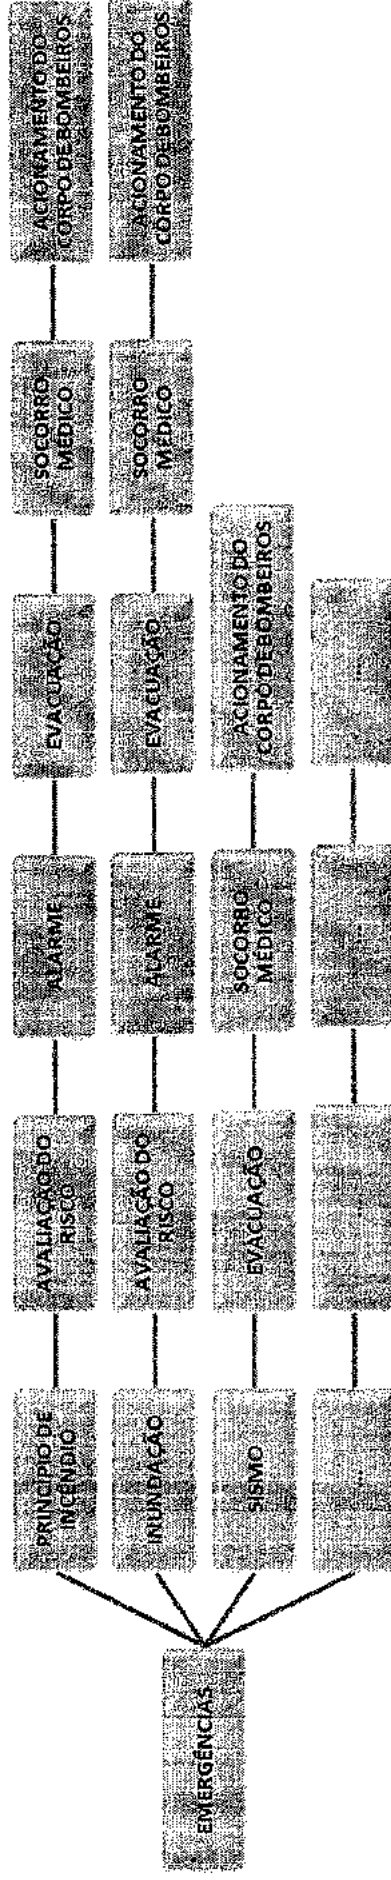 EMERGÊNCIAS
PRINCÍPIO DE
INCÊNDIO
AVALIAÇÃO DO
RISCO
ALARME
EVACUAÇÃO
SOCORRO
MÉDICO
ACIONAMENTO DO
CORPO DE BOMBEIROS
INUNDAÇÃO
AVALIAÇÃO DO
RISCO
ALARME
EVACUAÇÃO
SOCORRO
MÉDICO
ACIONAMENTO DO
CORPO DE BOMBEIROS
SISMO
EVACUAÇÃO
SOCORRO
MÉDICO
ACIONAMENTO DO
CORPO DE BOMBEIROS
...
...
...
...